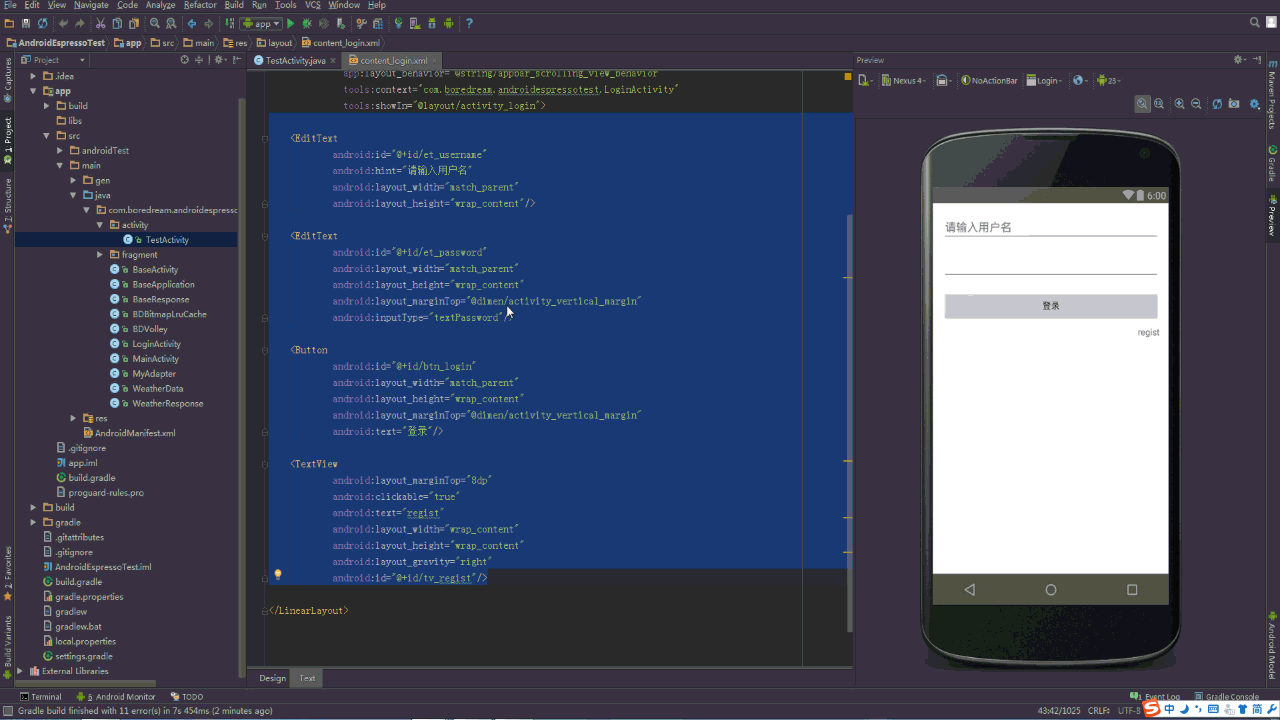 File Edit View Navigate Code Analyze Refactor Build Run Tools VCS Window Help
app
AndroidEspressoTest app src main res layout content_login.xml
Project
TestActivity.java content_login.xml
Preview
Nexus 4 NoActionBar Login 23
.idea
app
build
libs
src
androidTest
main
gen
java
com.boredream.androidespresso
activity
TestActivity
fragment
BaseActivity
BaseApplication
BaseResponse
BDBitmapLruCache
BDVolley
LoginActivity
MainActivity
MyAdapter
WeatherData
WeatherResponse
res
AndroidManifest.xml
.gitignore
app.iml
build.gradle
proguard-rules.pro
build
gradle
.gitattributes
.gitignore
AndroidEspressoTest.iml
build.gradle
gradle.properties
gradlew
gradlew.bat
local.properties
settings.gradle
External Libraries
app:layout_behavior="@string/appbar_scrolling_view_behavior"
tools:context="com.boredream.androidespressotest.LoginActivity"
tools:showIn="@layout/activity_login">
<EditText
android:id="@+id/et_username"
android:hint="请输入用户名"
android:layout_width="match_parent"
android:layout_height="wrap_content"/>
<EditText
android:id="@+id/et_password"
android:layout_width="match_parent"
android:layout_height="wrap_content"
android:layout_marginTop="@dimen/activity_vertical_margin"
android:inputType="textPassword"/>
<Button
android:id="@+id/btn_login"
android:layout_width="match_parent"
android:layout_height="wrap_content"
android:layout_marginTop="@dimen/activity_vertical_margin"
android:text="登录"/>
<TextView
android:layout_marginTop="8dp"
android:clickable="true"
android:text="regist"
android:layout_width="wrap_content"
android:layout_height="wrap_content"
android:layout_gravity="right"
android:id="@+id/tv_regist"/>
</LinearLayout>
Design Text
6:00
请输入用户名
登录
regist
Captures
1: Project
7: Structure
2: Favorites
Build Variants
Maven Projects
Gradle
Preview
Android Model
Terminal 6: Android Monitor TODO
Event Log Gradle Console
Gradle build finished with 11 error(s) in 7s 454ms (2 minutes ago)
43:42/1025 CRLF: UTF-8
中 简